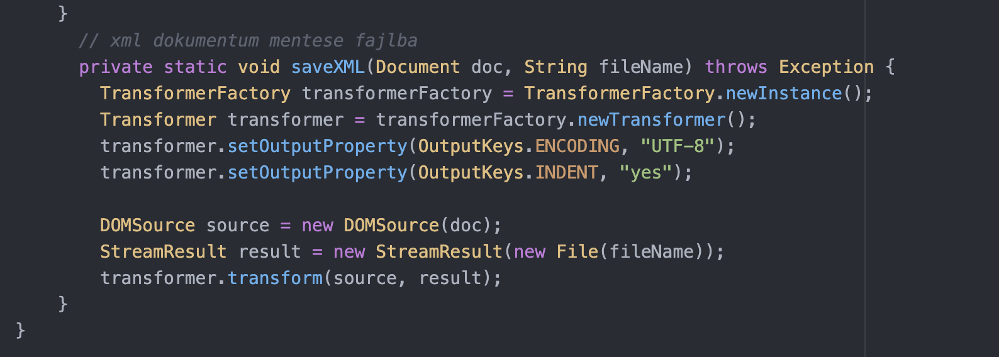 }
// xml dokumentum mentese fajlba
private static void saveXML(Document doc, String fileName) throws Exception {
TransformerFactory transformerFactory = TransformerFactory.newInstance();
Transformer transformer = transformerFactory.newTransformer();
transformer.setOutputProperty(OutputKeys.ENCODING, "UTF-8");
transformer.setOutputProperty(OutputKeys.INDENT, "yes");
DOMSource source = new DOMSource(doc);
StreamResult result = new StreamResult(new File(fileName));
transformer.transform(source, result);
}
}